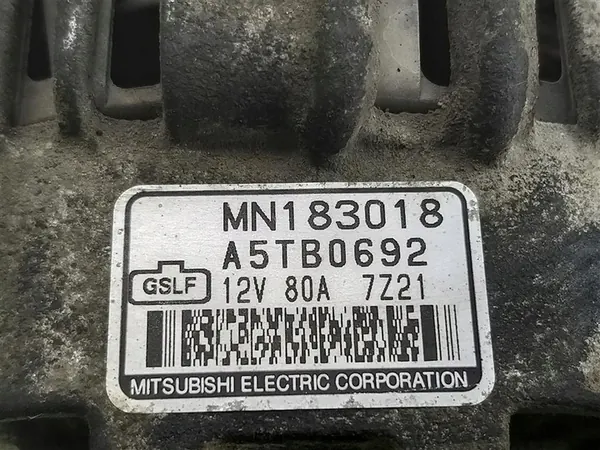 MN183018
A5TB0692
GSLF
12V 80A 7Z21
MITSUBISHI ELECTRIC CORPORATION